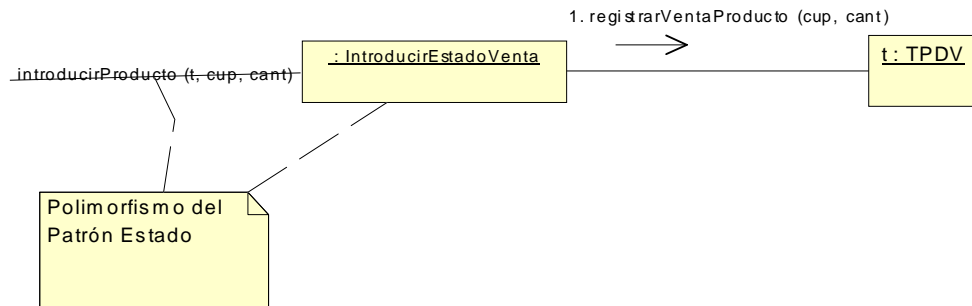 1. registrarVentaProducto (cup, cant)
: IntroducirEstadoVenta
t : TPDV
introducirProducto (t, cup, cant)
Polimorfismo del
Patrón Estado